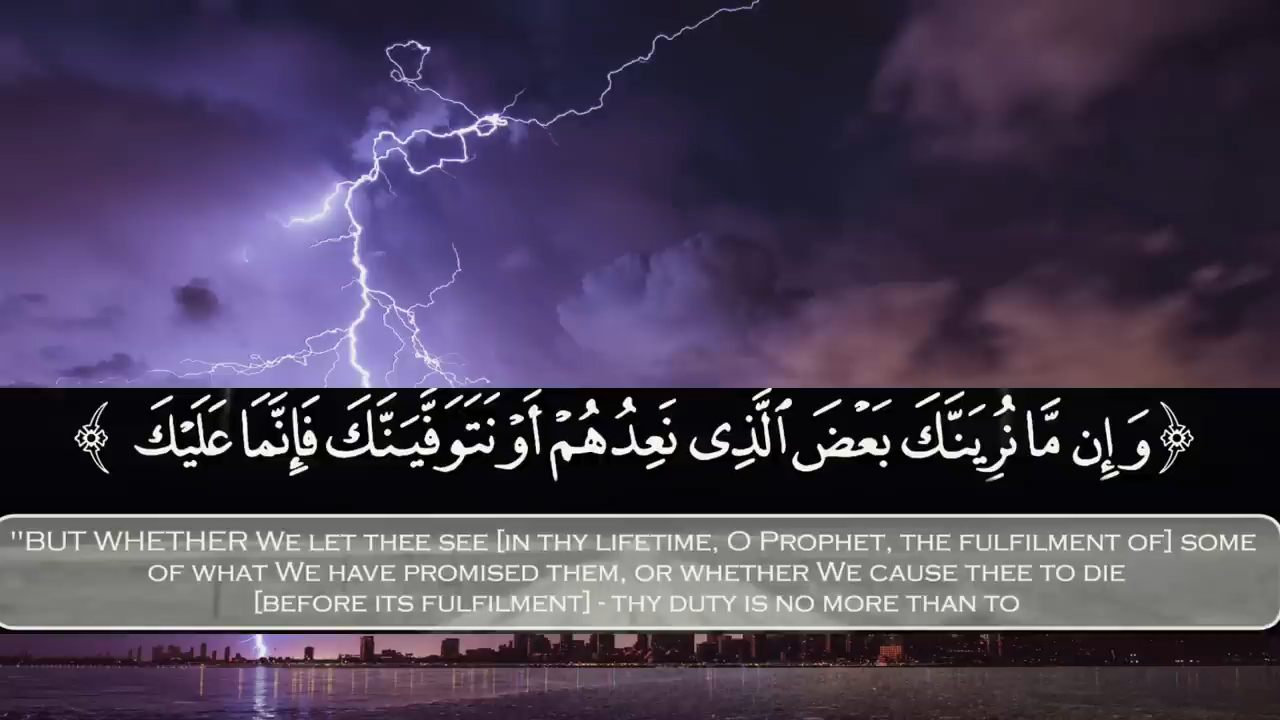 ﴿وَإِن مَّا نُرِيَنَّكَ بَعْضَ ٱلَّذِى نَعِدُهُمْ أَوْ نَتَوَفَّيَنَّكَ فَإِنَّمَا عَلَيْكَ﴾
"BUT WHETHER WE LET THEE SEE [IN THY LIFETIME, O PROPHET, THE FULFILMENT OF] SOME
OF WHAT WE HAVE PROMISED THEM, OR WHETHER WE CAUSE THEE TO DIE
[BEFORE ITS FULFILMENT] - THY DUTY IS NO MORE THAN TO